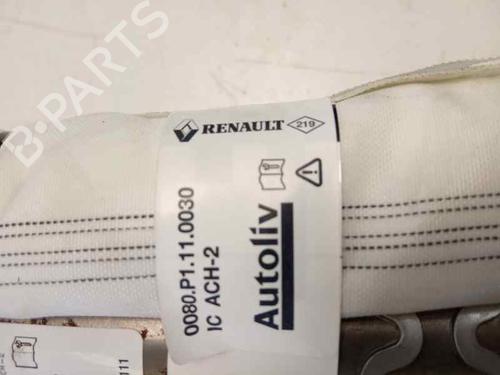 B-PARTS
RENAULT
219
0080.P1.11.0030
IC ACH-2
Autoliv